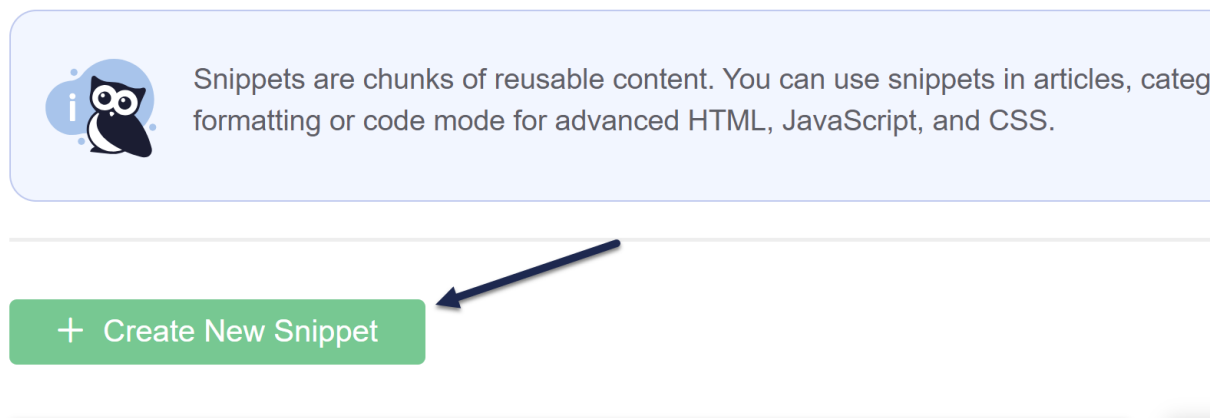 i
Snippets are chunks of reusable content. You can use snippets in articles, categ
formatting or code mode for advanced HTML, JavaScript, and CSS.
+ Create New Snippet